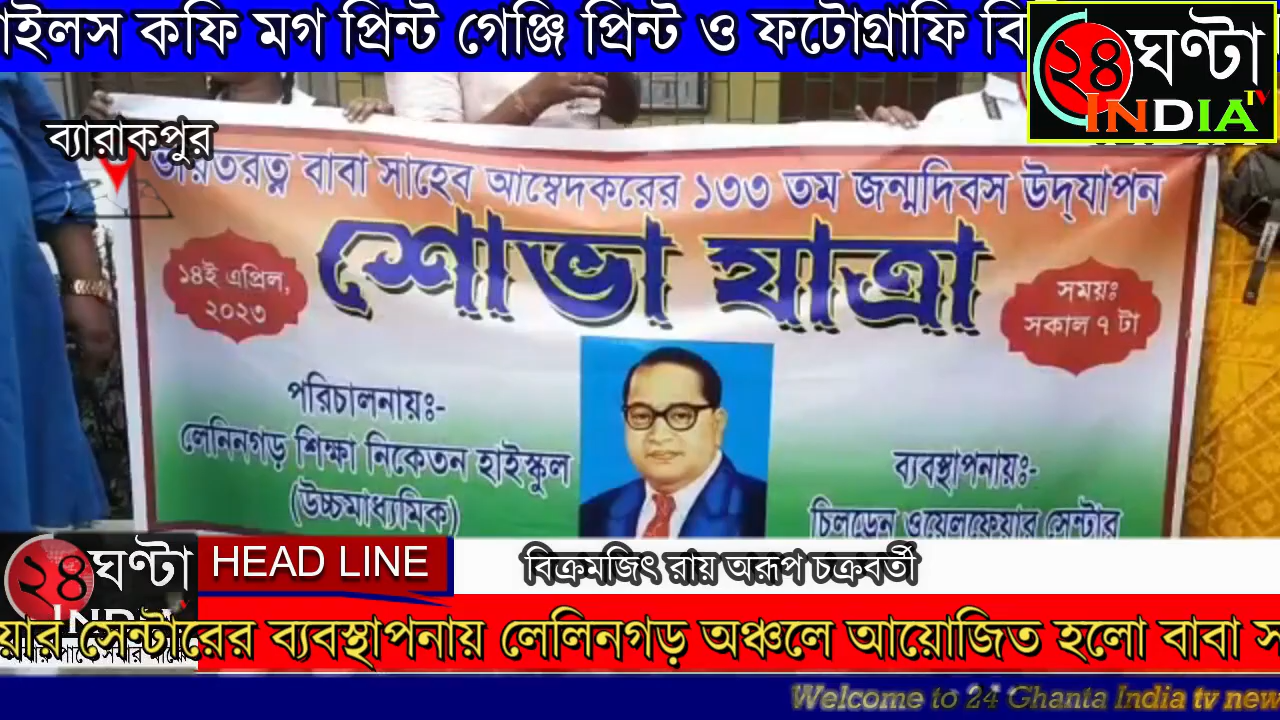 কফি মগ প্রিন্ট গেঞ্জি প্রিন্ট ও ফটোগ্রাফি
২৪ ঘণ্টা
INDIA TV
ব্যারাকপুর
ভারতরত্ন বাবা সাহেব আম্বেদকরের ১৩৩ তম জন্মদিবস উদ্‌যাপন
শোভা যাত্রা
১৪ই এপ্রিল,
২০২৩
সময়ঃ
সকাল ৭ টা
পরিচালনায়ঃ-
লেনিনগড় শিক্ষা নিকেতন হাইস্কুল
(উচ্চমাধ্যমিক)
ব্যবস্থাপনায়ঃ-
চিলড্রেন ওয়েলফেয়ার সেন্টার
২৪ ঘণ্টা
INDIA
HEAD LINE
বিক্রমজিৎ রায় অরূপ চক্রবর্তী
সেন্টারের ব্যবস্থাপনায় লেলিনগড় অঞ্চলে আয়োজিত হলো বাবা
Welcome to 24 Ghanta India tv new